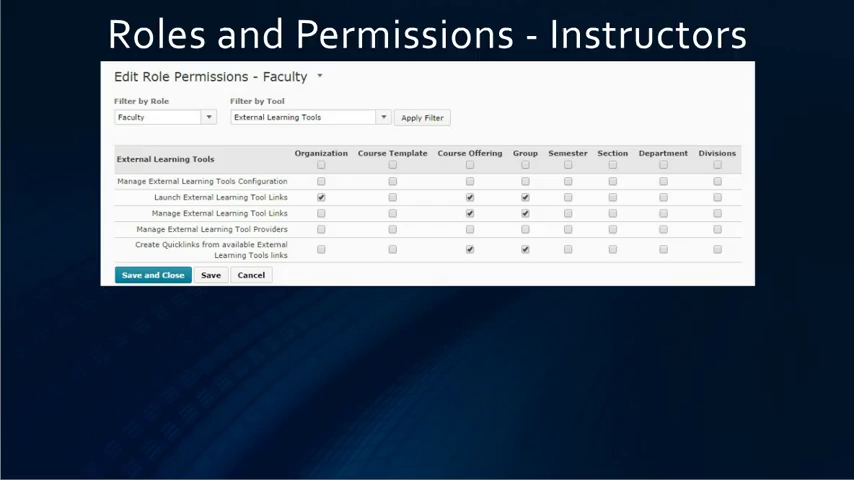 Roles and Permissions - Instructors
Edit Role Permissions - Faculty
Filter by Role Filter by Tool
Faculty External Learning Tools Apply Filter
External Learning Tools Organization Course Template Course Offering Group Semester Section Department Divisions
Manage External Learning Tools Configuration
Launch External Learning Tool Links
Manage External Learning Tool Links
Manage External Learning Tool Providers
Create Quicklinks from available External
Learning Tools links
Save and Close Save Cancel